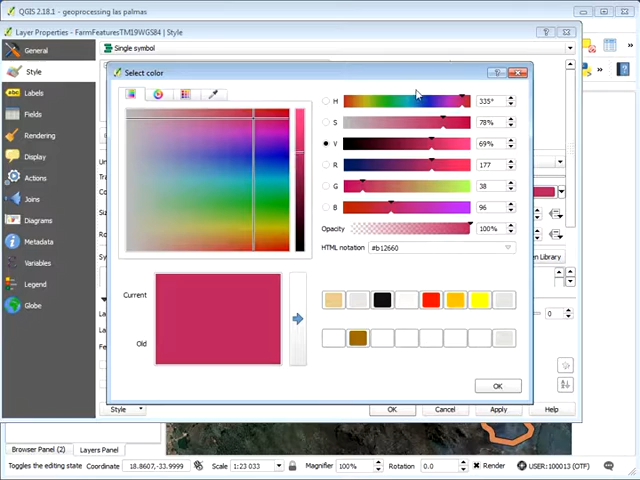 QGIS 2.18.1 - geoprocessing las palmas
Layer Properties - FarmFeaturesTM19WGS84 | Style
General
Single symbol
Style
Labels
Fields
Rendering
Display
Actions
Joins
Diagrams
Metadata
Variables
Legend
Globe
Select color
H 335°
S 78%
V 69%
R 177
G 38
B 96
Opacity 100%
HTML notation #b12660
Current
Old
OK
en Library
0
Style OK Cancel Apply Help
Browser Panel (2) Layers Panel
Toggles the editing state Coordinate 18.8607,-33.9999 Scale 1:23 033 Magnifier 100% Rotation 0.0 Render USER:100013 (OTF)